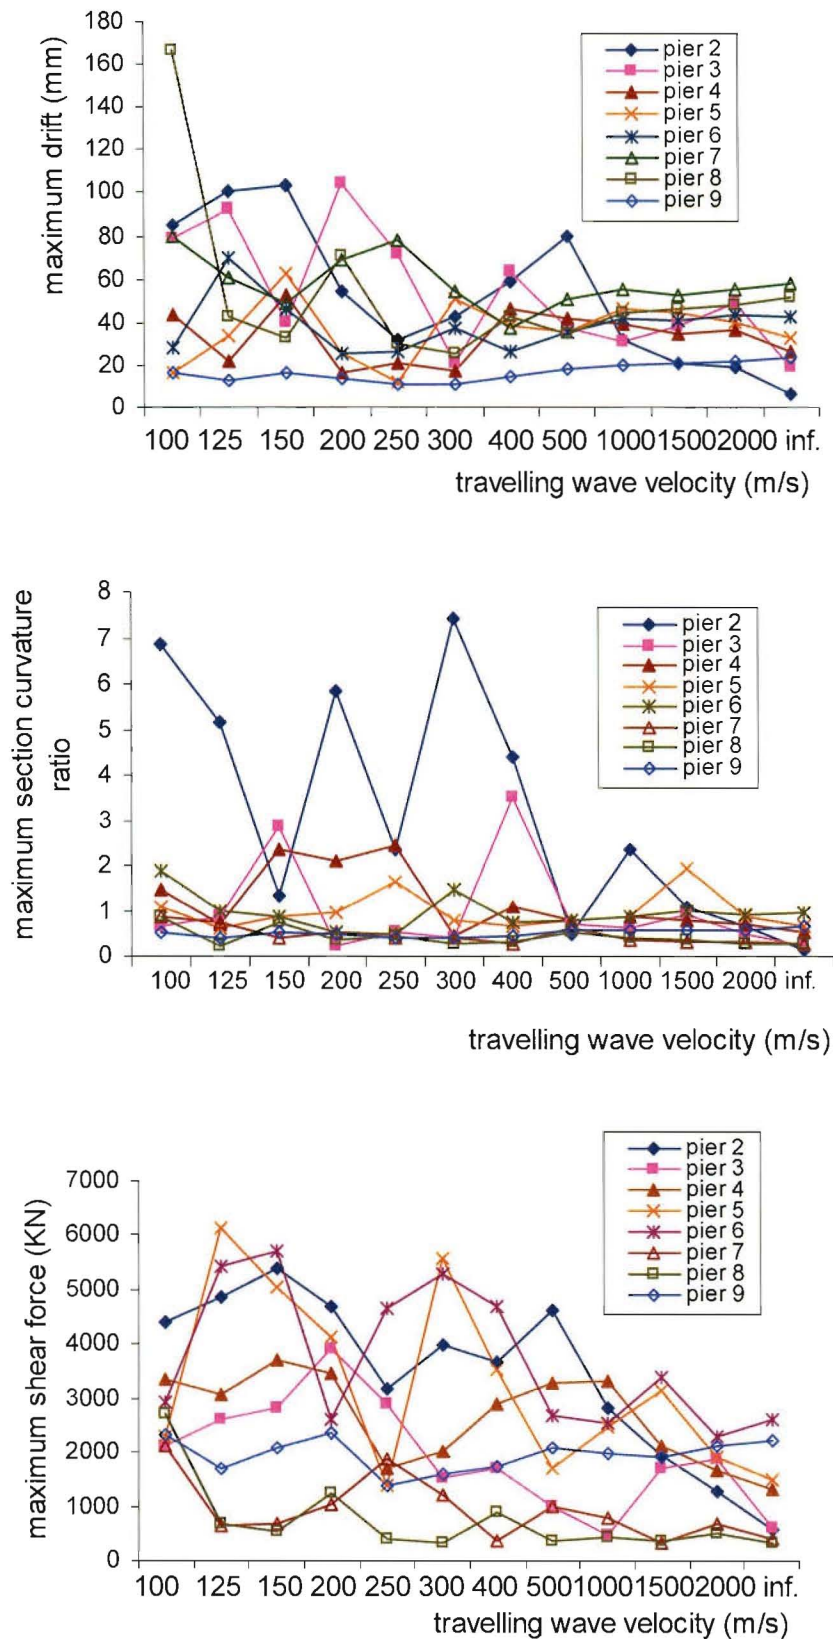 180
160
140
120
100
80
60
40
20
0
maximum drift (mm)
pier 2
pier 3
pier 4
pier 5
pier 6
pier 7
pier 8
pier 9
100 125 150 200 250 300 400 500 1000 1500 2000 inf.
travelling wave velocity (m/s)
8
7
6
5
4
3
2
1
0
maximum section curvature
ratio
pier 2
pier 3
pier 4
pier 5
pier 6
pier 7
pier 8
pier 9
100 125 150 200 250 300 400 500 1000 1500 2000 inf.
travelling wave velocity (m/s)
7000
6000
5000
4000
3000
2000
1000
0
maximum shear force (KN)
pier 2
pier 3
pier 4
pier 5
pier 6
pier 7
pier 8
pier 9
100 125 150 200 250 300 400 500 1000 1500 2000 inf.
travelling wave velocity (m/s)